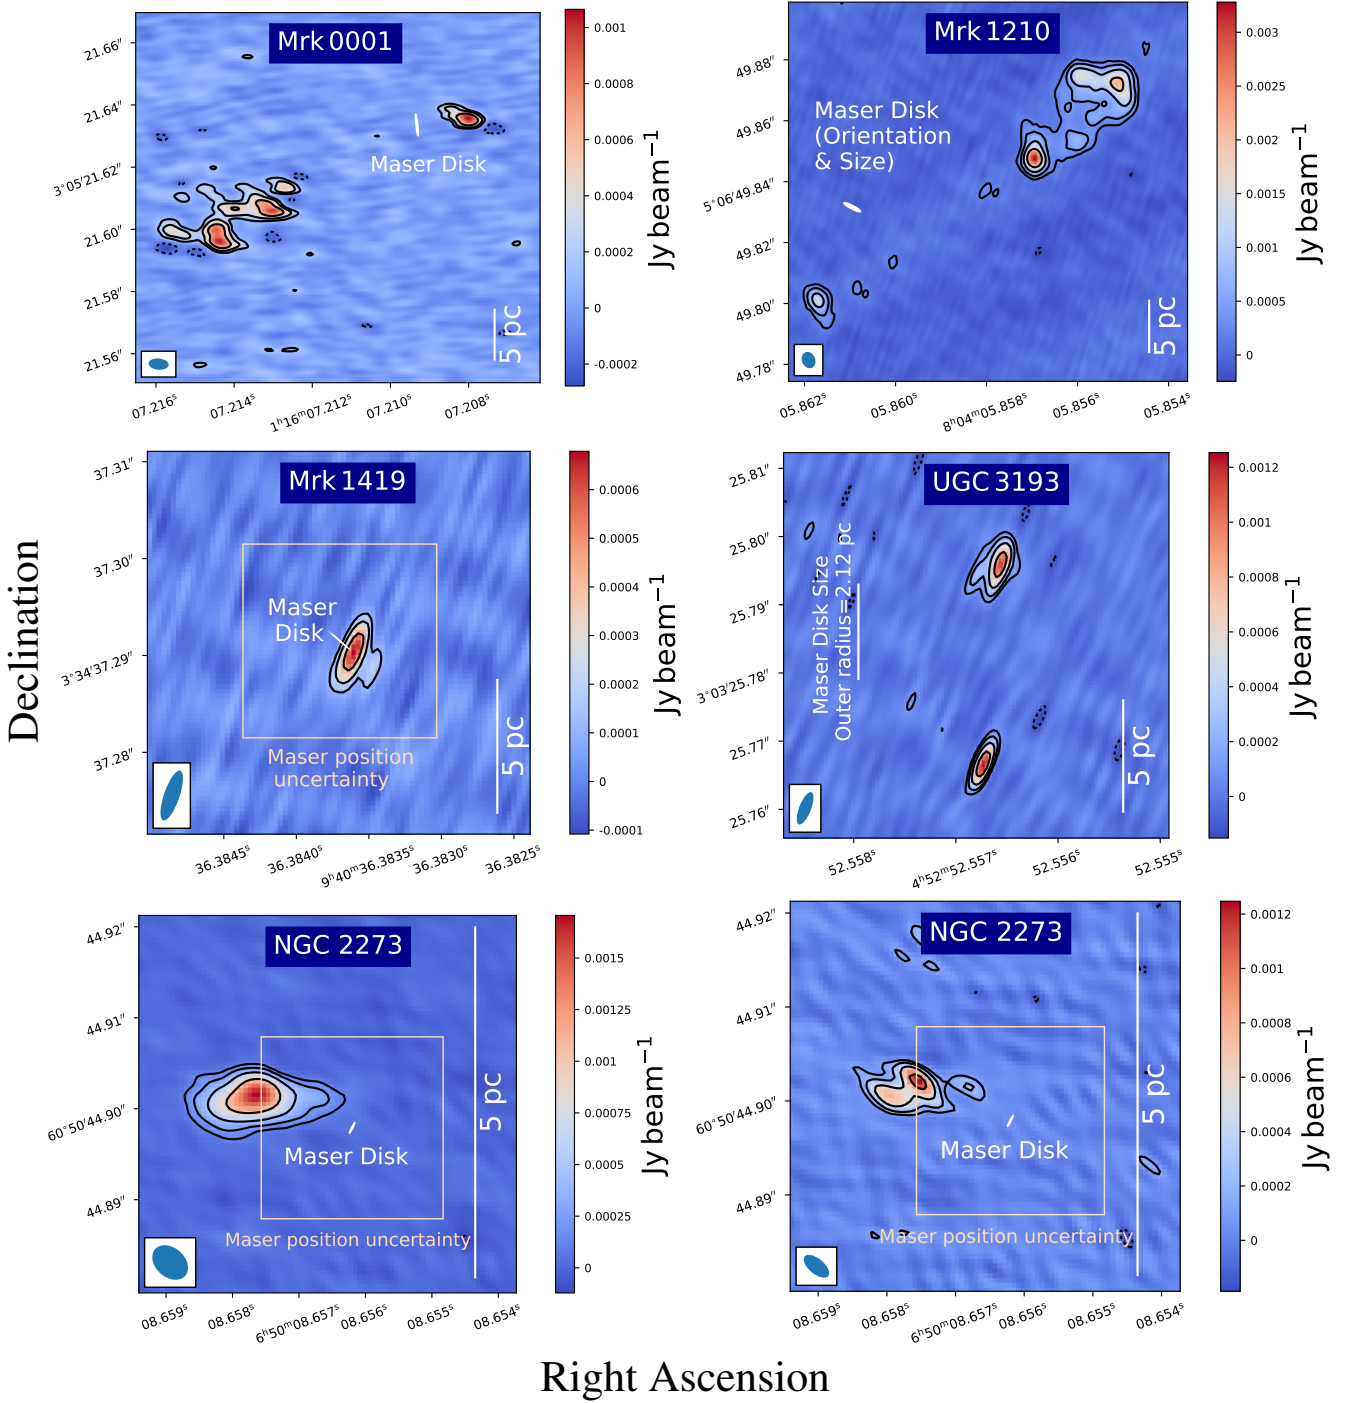 Mrk 0001
Maser Disk
5 pc
21.66″
21.64″
3°05′21.62″
21.60″
21.58″
21.56″
07.216ˢ
07.214ˢ
1ʰ16ᵐ07.212ˢ
07.210ˢ
07.208ˢ
0.001
0.0008
0.0006
0.0004
0.0002
0
-0.0002
Jy beam⁻¹
Mrk 1210
Maser Disk
(Orientation
& Size)
5 pc
49.88″
49.86″
5°06′49.84″
49.82″
49.80″
49.78″
05.862ˢ
05.860ˢ
8ʰ04ᵐ05.858ˢ
05.856ˢ
05.854ˢ
0.003
0.0025
0.002
0.0015
0.001
0.0005
0
Jy beam⁻¹
Declination
Mrk 1419
Maser
Disk
Maser position
uncertainty
5 pc
37.31″
37.30″
3°34′37.29″
37.28″
36.3845ˢ
36.3840ˢ
9ʰ40ᵐ36.3835ˢ
36.3830ˢ
36.3825ˢ
0.0006
0.0005
0.0004
0.0003
0.0002
0.0001
0
-0.0001
Jy beam⁻¹
UGC 3193
Maser Disk Size
Outer radius=2.12 pc
5 pc
25.81″
25.80″
25.79″
3°03′25.78″
25.77″
25.76″
52.558ˢ
4ʰ52ᵐ52.557ˢ
52.556ˢ
52.555ˢ
0.0012
0.001
0.0008
0.0006
0.0004
0.0002
0
Jy beam⁻¹
NGC 2273
Maser Disk
Maser position uncertainty
5 pc
44.92″
44.91″
60°50′44.90″
44.89″
08.659ˢ
08.658ˢ
6ʰ50ᵐ08.657ˢ
08.656ˢ
08.655ˢ
08.654ˢ
0.0015
0.00125
0.001
0.00075
0.0005
0.00025
0
Jy beam⁻¹
NGC 2273
Maser Disk
Maser position uncertainty
5 pc
44.92″
44.91″
60°50′44.90″
44.89″
08.659ˢ
08.658ˢ
6ʰ50ᵐ08.657ˢ
08.656ˢ
08.655ˢ
08.654ˢ
0.0012
0.001
0.0008
0.0006
0.0004
0.0002
0
Jy beam⁻¹
Right Ascension